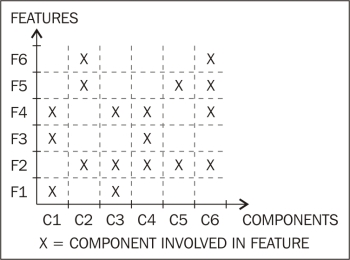 FEATURES
F6 X X
F5 X X X
F4 X X X X
F3 X X
F2 X X X X X
F1 X X
C1 C2 C3 C4 C5 C6 COMPONENTS
X = COMPONENT INVOLVED IN FEATURE